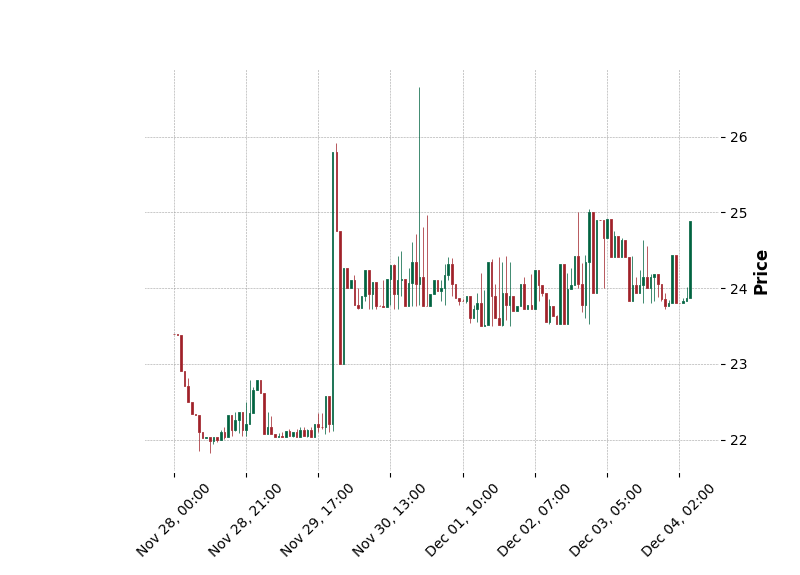 26
25
24
23
22
Price
Nov 28, 00:00
Nov 28, 21:00
Nov 29, 17:00
Nov 30, 13:00
Dec 01, 10:00
Dec 02, 07:00
Dec 03, 05:00
Dec 04, 02:00